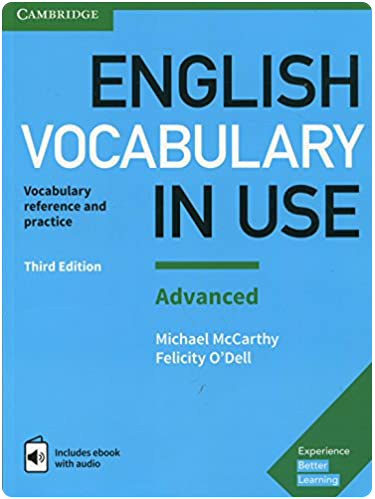 CAMBRIDGE
ENGLISH
VOCABULARY
IN USE
Vocabulary
reference and
practice
Third Edition
Advanced
Michael McCarthy
Felicity O'Dell
Includes ebook
with audio
Experience
Better
Learning